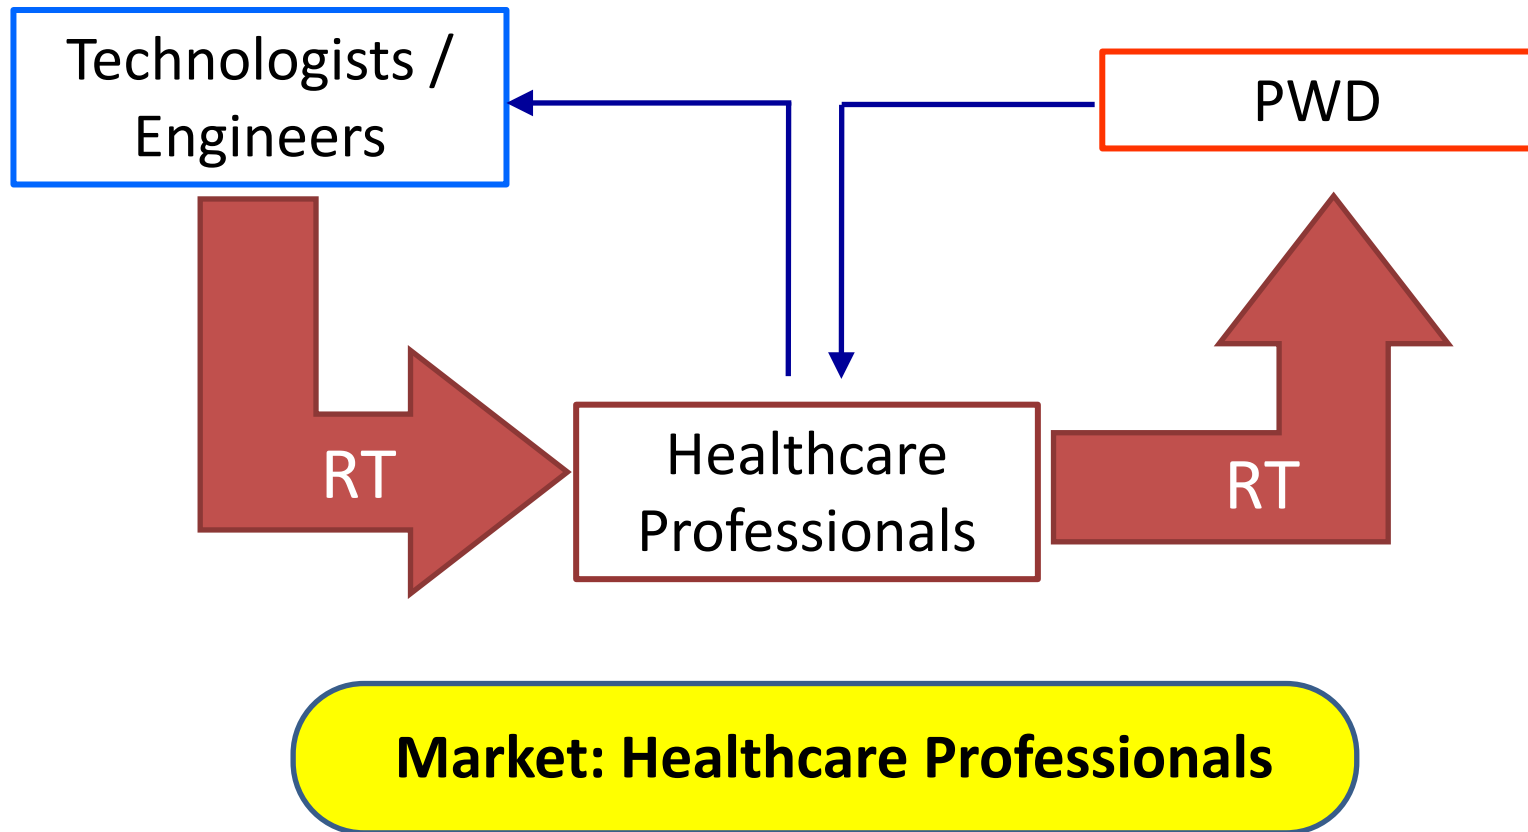 Technologists /
Engineers
PWD
RT
Healthcare
Professionals
RT
Market: Healthcare Professionals